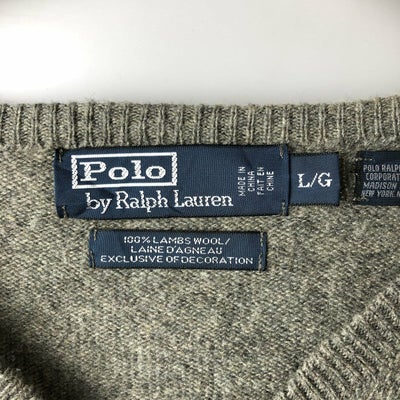 Polo
by Ralph Lauren
MADE IN
CHINA
FAIT EN
CHINE
L/G
POLO RALPH
CORPORAT
MADISON
NEW YORK, N
100% LAMBS WOOL/
LAINE D'AGNEAU
EXCLUSIVE OF DECORATION